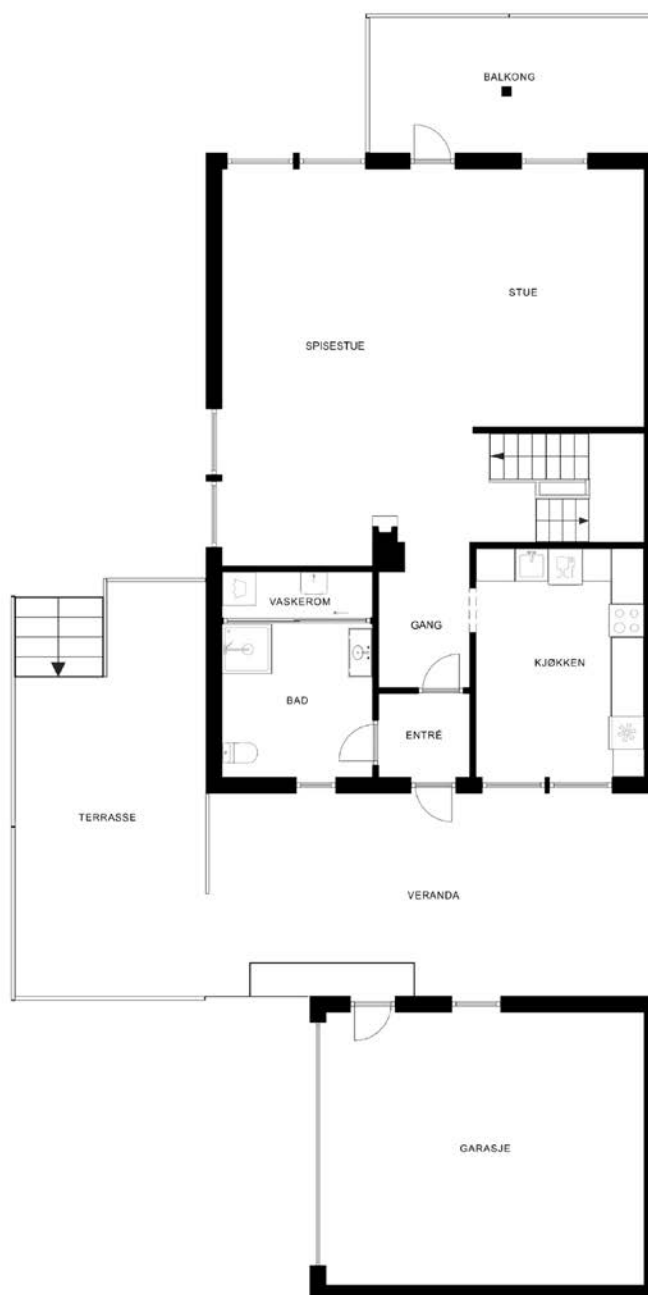 BALKONG
STUE
SPISESTUE
VASKEROM
GANG
KJØKKEN
BAD
ENTRÉ
TERRASSE
VERANDA
GARASJE